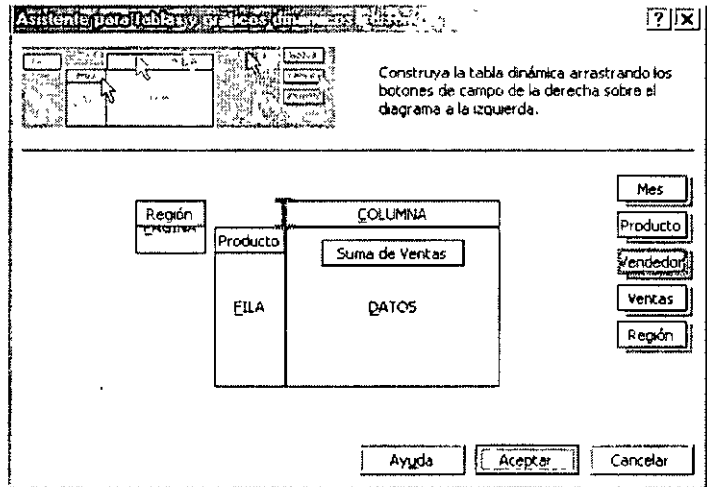 Asistente para tablas y gráficos dinámicos
Construya la tabla dinámica arrastrando los
botones de campo de la derecha sobre el
diagrama a la izquierda.
Región
PÁGINA
COLUMNA
Producto
Suma de Ventas
FILA
DATOS
Mes
Producto
Vendedor
Ventas
Región
Ayuda
Aceptar
Cancelar